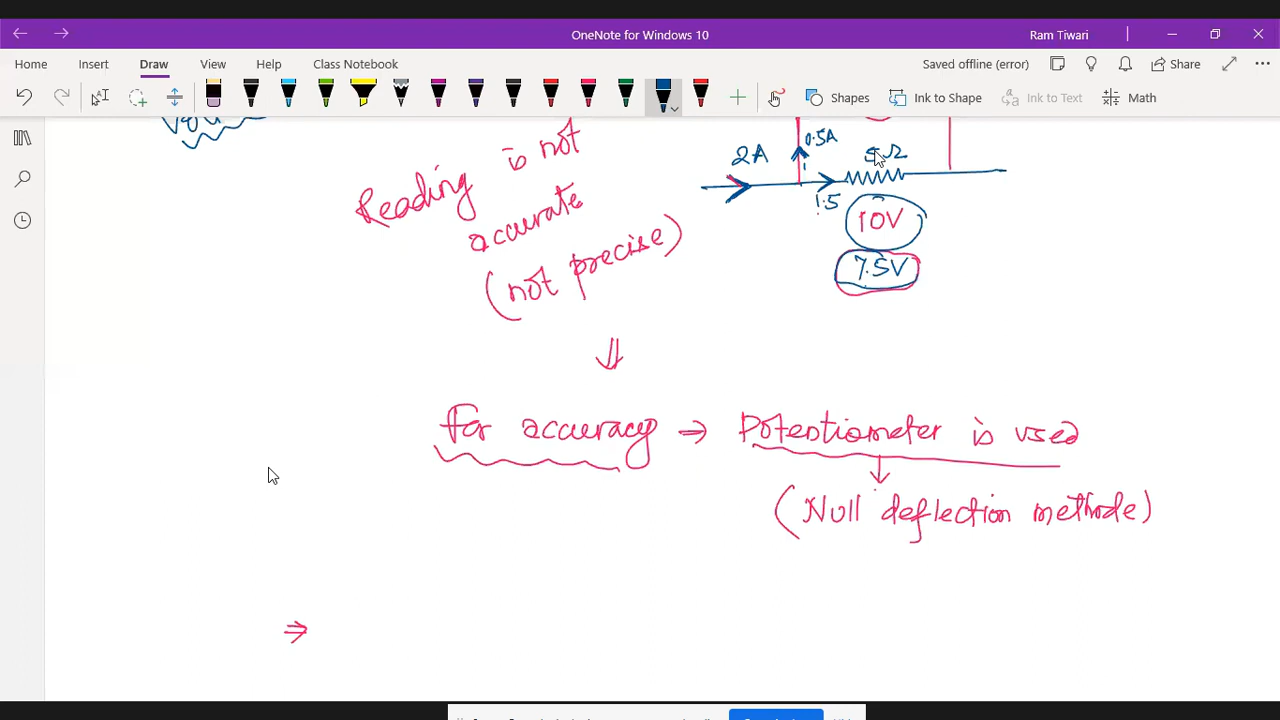 OneNote for Windows 10
Ram Tiwari
Home Insert Draw View Help Class Notebook
Saved offline (error)
Share
Shapes
Ink to Shape
Ink to Text
Math
Reading is not
accurate
(not precise)
2A
0.5A
5Ω
1.5
10V
7.5V
⇓
For accuracy ⇒ Potentiometer is used
↓
(Null deflection methode)
⇒